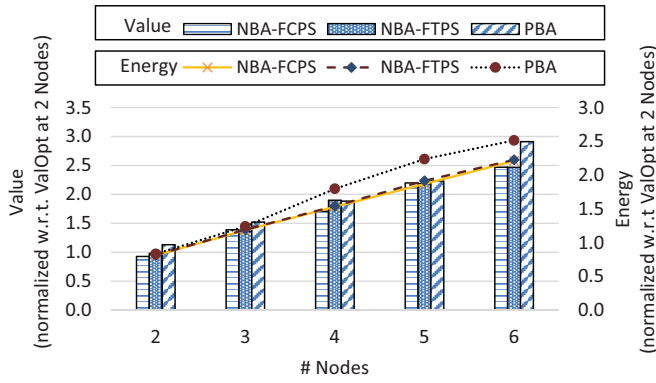 Value NBA-FCPS NBA-FTPS PBA
Energy NBA-FCPS NBA-FTPS PBA
Value
(normalized w.r.t. ValOpt at 2 Nodes)
3.5
3.0
2.5
2.0
1.5
1.0
0.5
0.0
3.0
2.5
2.0
1.5
1.0
0.5
0.0
Energy
(normalized w.r.t ValOpt at 2 Nodes)
2 3 4 5 6
# Nodes